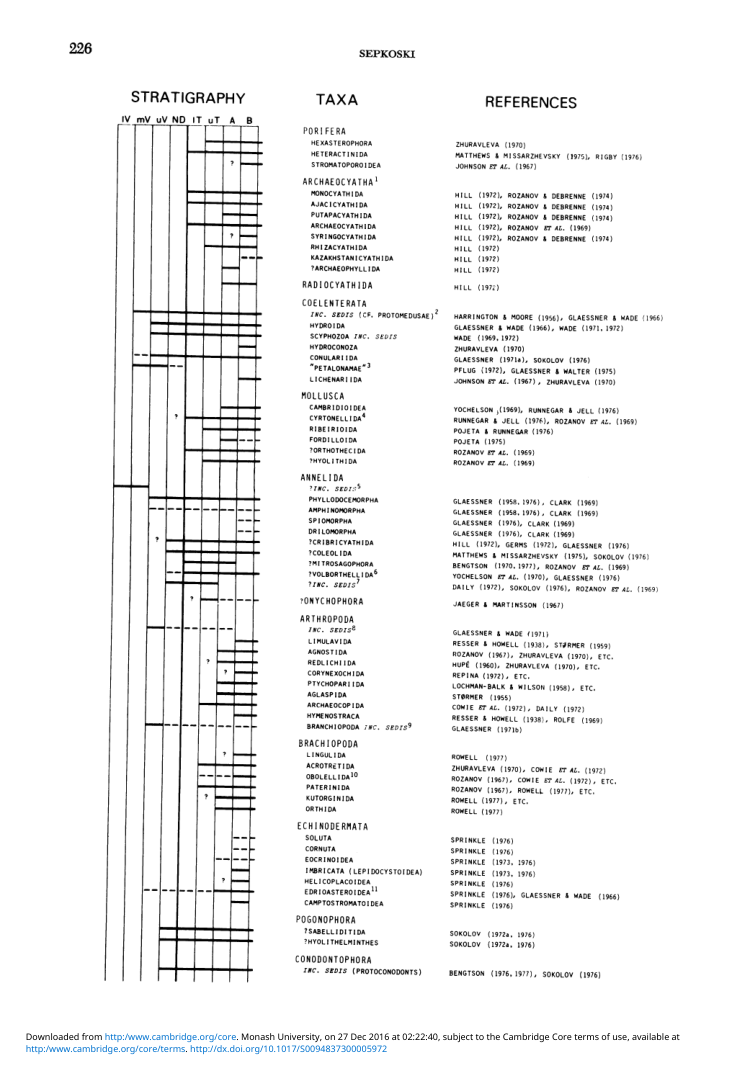 226
SEPKOSKI
STRATIGRAPHY TAXA REFERENCES
lV mV uV ND lT uT A B
PORIFERA
HEXASTEROPHORA ZHURAVLEVA (1970)
HETERACTINIDA MATTHEWS & MISSARZHEVSKY (1975), RIGBY (1976)
? STROMATOPOROIDEA JOHNSON ET AL. (1967)
ARCHAEOCYATHA1
MONOCYATHIDA HILL (1972), ROZANOV & DEBRENNE (1974)
AJACICYATHIDA HILL (1972), ROZANOV & DEBRENNE (1974)
PUTAPACYATHIDA HILL (1972), ROZANOV & DEBRENNE (1974)
ARCHAEOCYATHIDA HILL (1972), ROZANOV ET AL. (1969)
? SYRINGOCYATHIDA HILL (1972), ROZANOV & DEBRENNE (1974)
RHIZACYATHIDA HILL (1972)
KAZAKHSTANICYATHIDA HILL (1972)
?ARCHAEOPHYLLIDA HILL (1972)
RADIOCYATHIDA HILL (1972)
COELENTERATA
INC. SEDIS (CF. PROTOMEDUSAE)2 HARRINGTON & MOORE (1956), GLAESSNER & WADE (1966)
HYDROIDA GLAESSNER & WADE (1966), WADE (1971, 1972)
SCYPHOZOA INC. SEDIS WADE (1969, 1972)
HYDROCONOZA ZHURAVLEVA (1970)
CONULARIIDA GLAESSNER (1971a), SOKOLOV (1976)
"PETALONAMAE"3 PFLUG (1972), GLAESSNER & WALTER (1975)
LICHENARIIDA JOHNSON ET AL. (1967), ZHURAVLEVA (1970)
MOLLUSCA
CAMBRIDIOIDEA YOCHELSON (1969), RUNNEGAR & JELL (1976)
? CYRTONELLIDA4 RUNNEGAR & JELL (1976), ROZANOV ET AL. (1969)
RIBEIRIOIDA POJETA & RUNNEGAR (1976)
FORDILLOIDA POJETA (1975)
?ORTHOTHECIDA ROZANOV ET AL. (1969)
?HYOLITHIDA ROZANOV ET AL. (1969)
ANNELIDA
?INC. SEDIS5
PHYLLODOCEMORPHA GLAESSNER (1958, 1976), CLARK (1969)
AMPHINOMORPHA GLAESSNER (1958, 1976), CLARK (1969)
SPIOMORPHA GLAESSNER (1976), CLARK (1969)
DRILOMORPHA GLAESSNER (1976), CLARK (1969)
? ?CRIBRICYATHIDA HILL (1972), GERMS (1972), GLAESSNER (1976)
?COLEOLIDA MATTHEWS & MISSARZHEVSKY (1975), SOKOLOV (1976)
?MITROSAGOPHORA BENGTSON (1970, 1977), ROZANOV ET AL. (1969)
?VOLBORTHELLIDA6 YOCHELSON ET AL. (1970), GLAESSNER (1976)
?INC. SEDIS7 DAILY (1972), SOKOLOV (1976), ROZANOV ET AL. (1969)
? ?ONYCHOPHORA JAEGER & MARTINSSON (1967)
ARTHROPODA
INC. SEDIS8 GLAESSNER & WADE (1971)
LIMULAVIDA RESSER & HOWELL (1938), STØRMER (1959)
AGNOSTIDA ROZANOV (1967), ZHURAVLEVA (1970), ETC.
? REDLICHIIDA HUPÉ (1960), ZHURAVLEVA (1970), ETC.
? CORYNEXOCHIDA REPINA (1972), ETC.
PTYCHOPARIIDA LOCHMAN-BALK & WILSON (1958), ETC.
AGLASPIDA STØRMER (1955)
ARCHAEOCOPIDA COWIE ET AL. (1972), DAILY (1972)
HYMENOSTRACA RESSER & HOWELL (1938), ROLFE (1969)
BRANCHIOPODA INC. SEDIS9 GLAESSNER (1971b)
BRACHIOPODA
? LINGULIDA ROWELL (1977)
ACROTRETIDA ZHURAVLEVA (1970), COWIE ET AL. (1972)
OBOLELLIDA10 ROZANOV (1967), COWIE ET AL. (1972), ETC.
PATERINIDA ROZANOV (1967), ROWELL (1977), ETC.
? KUTORGINIDA ROWELL (1977), ETC.
ORTHIDA ROWELL (1977)
ECHINODERMATA
SOLUTA SPRINKLE (1976)
CORNUTA SPRINKLE (1976)
EOCRINOIDEA SPRINKLE (1973, 1976)
IMBRICATA (LEPIDOCYSTOIDEA) SPRINKLE (1973, 1976)
? HELICOPLACOIDEA SPRINKLE (1976)
EDRIOASTEROIDEA11 SPRINKLE (1976), GLAESSNER & WADE (1966)
CAMPTOSTROMATOIDEA SPRINKLE (1976)
POGONOPHORA
?SABELLIDITIDA SOKOLOV (1972a, 1976)
?HYOLITHELMINTHES SOKOLOV (1972a, 1976)
CONODONTOPHORA
INC. SEDIS (PROTOCONODONTS) BENGTSON (1976, 1977), SOKOLOV (1976)
Downloaded from http:/www.cambridge.org/core. Monash University, on 27 Dec 2016 at 02:22:40, subject to the Cambridge Core terms of use, available at
http:/www.cambridge.org/core/terms. http://dx.doi.org/10.1017/S0094837300005972